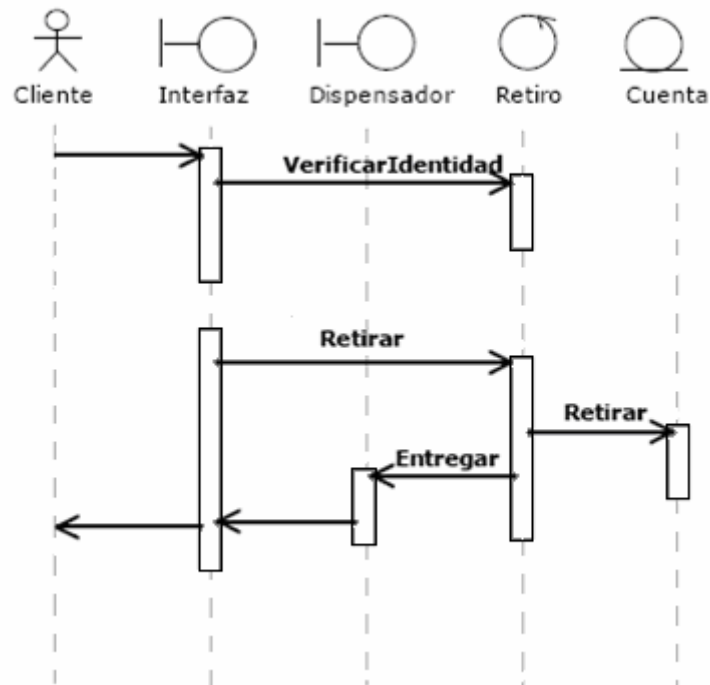 Cliente Interfaz Dispensador Retiro Cuenta
VerificarIdentidad
Retirar
Retirar
Entregar